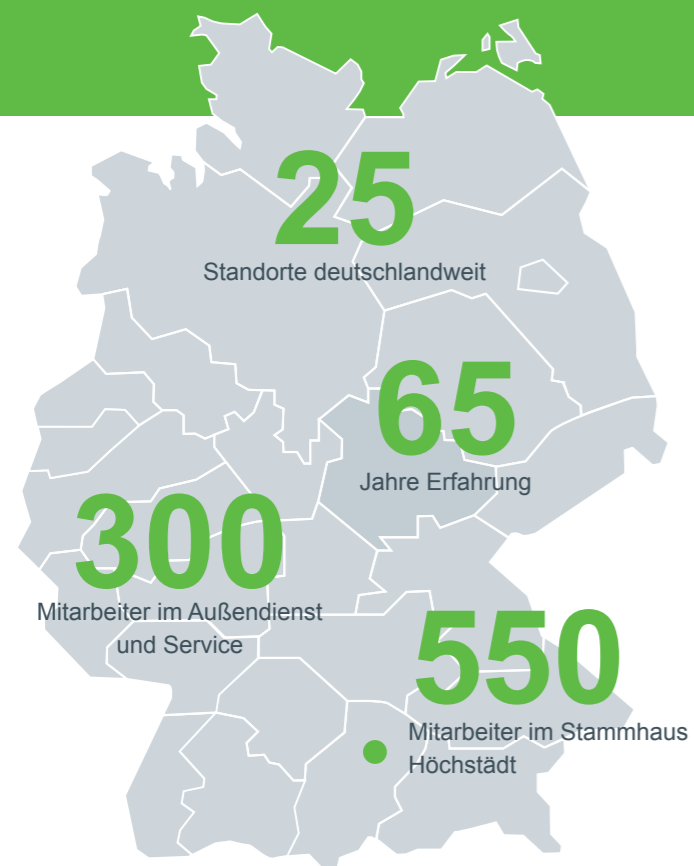 25
Standorte deutschlandweit
65
Jahre Erfahrung
300
Mitarbeiter im Außendienst
und Service
550
Mitarbeiter im Stammhaus
Höchstädt